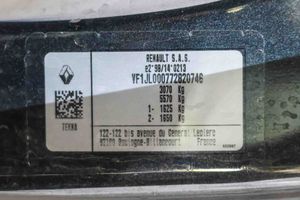 RENAULT S.A.S.
e2*98/14*0213
VF1JL000772820746
3070 Kg
5570 Kg
1- 1625 Kg
2- 1650 Kg
TEKNA
122-122 bis avenue du General Leclerc
92100 Boulogne-Billancourt - France